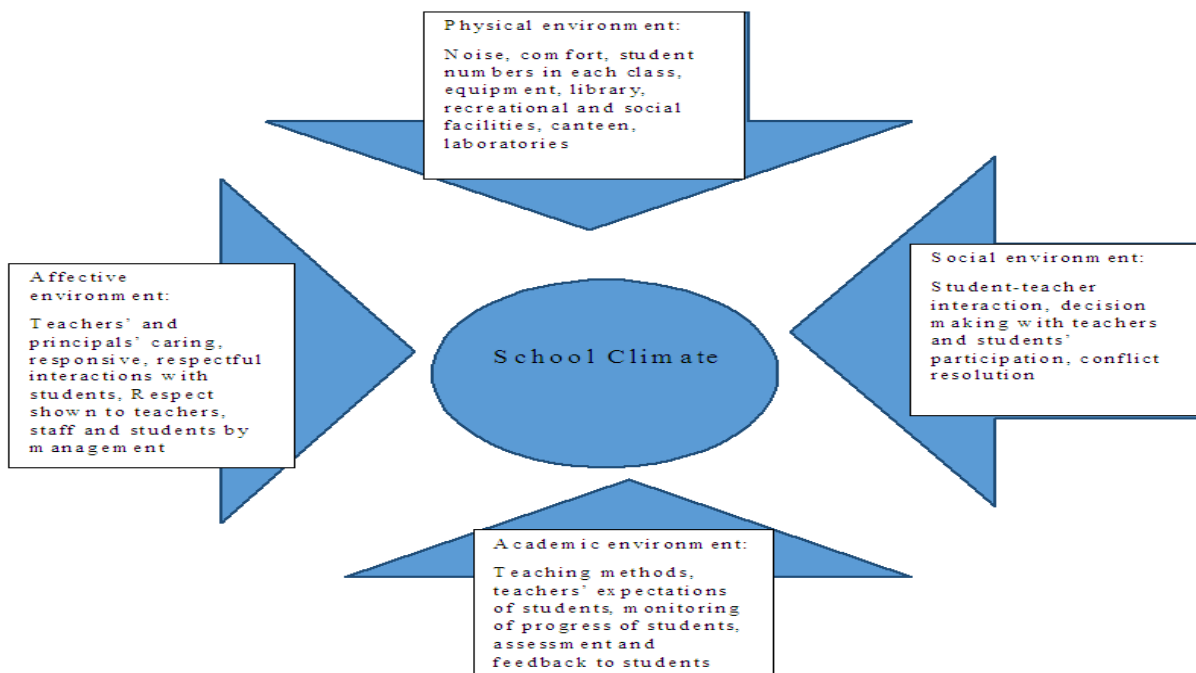 Physical environment:
Noise, comfort, student
numbers in each class,
equipment, library,
recreational and social
facilities, canteen,
laboratories
Affective
environment:
Teachers' and
principals' caring,
responsive, respectful
interactions with
students, Respect
shown to teachers,
staff and students by
management
School Climate
Social environment:
Student-teacher
interaction, decision
making with teachers
and students'
participation, conflict
resolution
Academic environment:
Teaching methods,
teachers' expectations
of students, monitoring
of progress of students,
assessment and
feedback to students